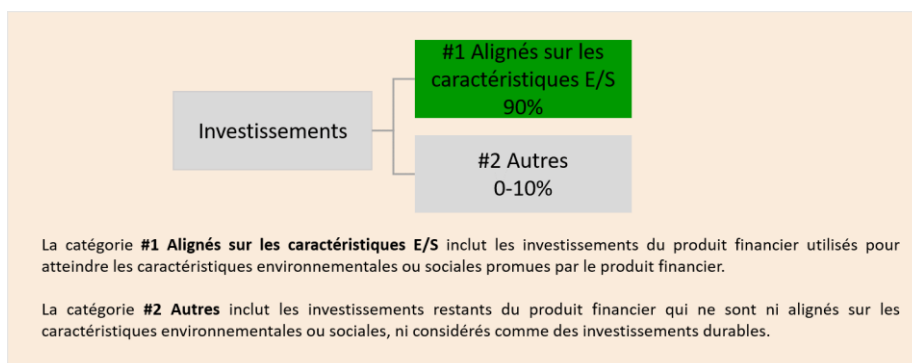 #1 Alignés sur les
caractéristiques E/S
90%
Investissements
#2 Autres
0-10%
La catégorie #1 Alignés sur les caractéristiques E/S inclut les investissements du produit financier utilisés pour
atteindre les caractéristiques environnementales ou sociales promues par le produit financier.
La catégorie #2 Autres inclut les investissements restants du produit financier qui ne sont ni alignés sur les
caractéristiques environnementales ou sociales, ni considérés comme des investissements durables.